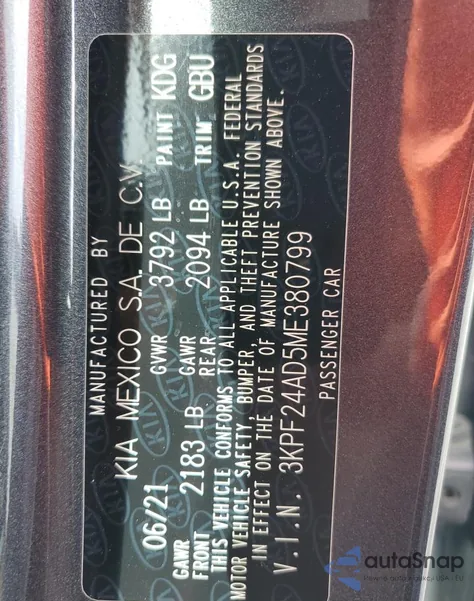 MANUFACTURED BY
KIA MEXICO S.A. DE C.V.
06/21 GVWR 3792 LB PAINT KDG
GAWR FRONT 2183 LB GAWR REAR 2094 LB TRIM GBU
THIS VEHICLE CONFORMS TO ALL APPLICABLE U.S.A. FEDERAL
MOTOR VEHICLE SAFETY, BUMPER, AND THEFT PREVENTION STANDARDS
IN EFFECT ON THE DATE OF MANUFACTURE SHOWN ABOVE.
V.I.N. 3KPF24AD5ME380799
PASSENGER CAR
autoSnap